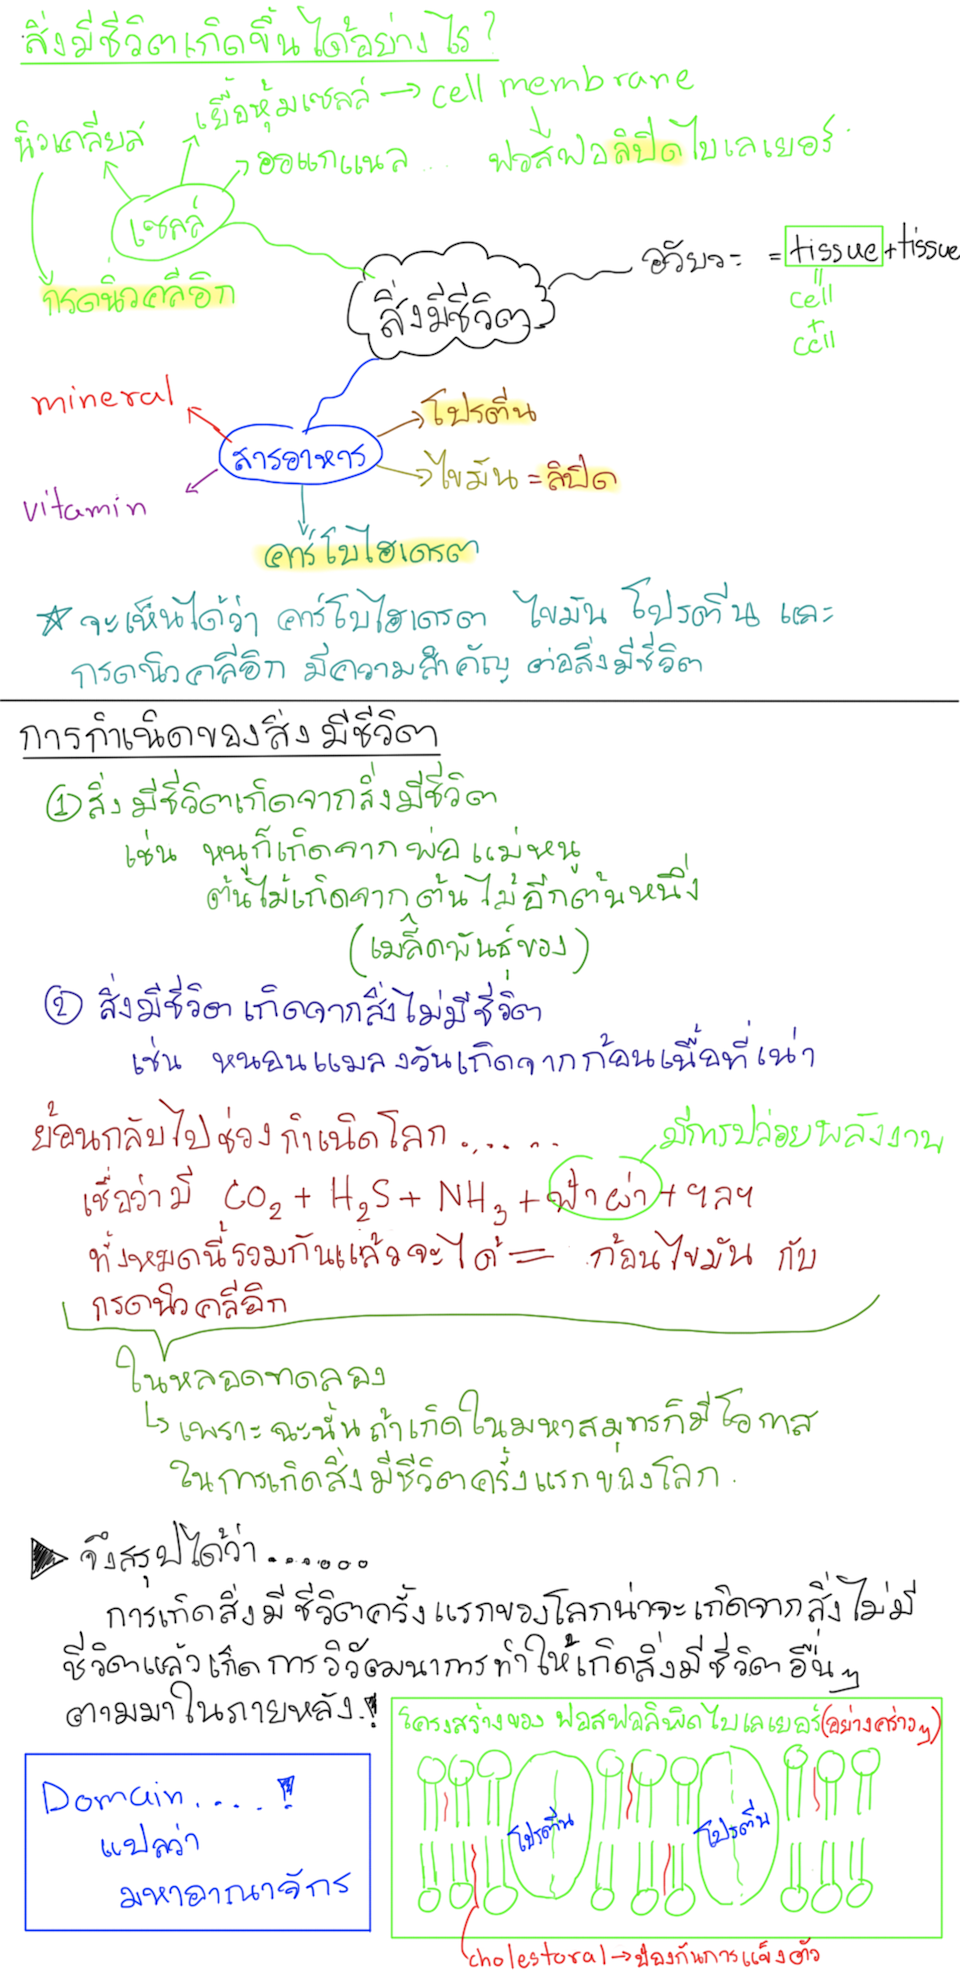 สิ่งมีชีวิตเกิดขึ้นได้อย่างไร?
เยื่อหุ้มเซลล์ → cell membrane
นิวเคลียส
ออแกแนล... ฟอสฟอลิปิดไบเลเยอร์
เซลล์
กรดนิวคลีอิก
อวัยวะ = tissue + tissue
สิ่งมีชีวิต
"
cell
+
cell
mineral
โปรตีน
สารอาหาร
ไขมัน = ลิปิด
vitamin
คาร์โบไฮเดรต
☆ จะเห็นได้ว่า คาร์โบไฮเดรต ไขมัน โปรตีน และ
กรดนิวคลีอิก มีความสำคัญ ต่อสิ่งมีชีวิต
การกำเนิดของสิ่งมีชีวิต
① สิ่งมีชีวิตเกิดจากสิ่งมีชีวิต
เช่น หนูก็เกิดจากพ่อแม่หนู
ต้นไม้เกิดจากต้นไม้อีกต้นหนึ่ง
(เมล็ดพันธุ์ของ)
② สิ่งมีชีวิตเกิดจากสิ่งไม่มีชีวิต
เช่น หนอนแมลงวันเกิดจากก้อนเนื้อที่เน่า
ย้อนกลับไปช่วงกำเนิดโลก......
มีการปล่อยพลังงาน
เชื่อว่ามี CO₂ + H₂S + NH₃ + ฟ้าผ่า + ฯลฯ
ทั้งหมดนี้รวมกันแล้วจะได้ = ก้อนไขมัน กับ
กรดนิวคลีอิก
ในหลอดทดลอง
↳ เพราะฉะนั้นถ้าเกิดในมหาสมุทรก็มีโอกาส
ในการเกิดสิ่งมีชีวิตครั้งแรกของโลก.
▶ จึงสรุปได้ว่า.......
การเกิดสิ่งมีชีวิตครั้งแรกของโลกน่าจะเกิดจากสิ่งไม่มี
ชีวิตแล้วเกิดการวิวัฒนาการทำให้เกิดสิ่งมีชีวิตอื่นๆ
ตามมาในภายหลัง.!
โครงสร้างของ ฟอสฟอลิพิดไบเลเยอร์ (อย่างคร่าวๆ)
โปรตีน
โปรตีน
cholestoral → ป้องกันการแข็งตัว
Domain....!
แปลว่า
มหาอาณาจักร